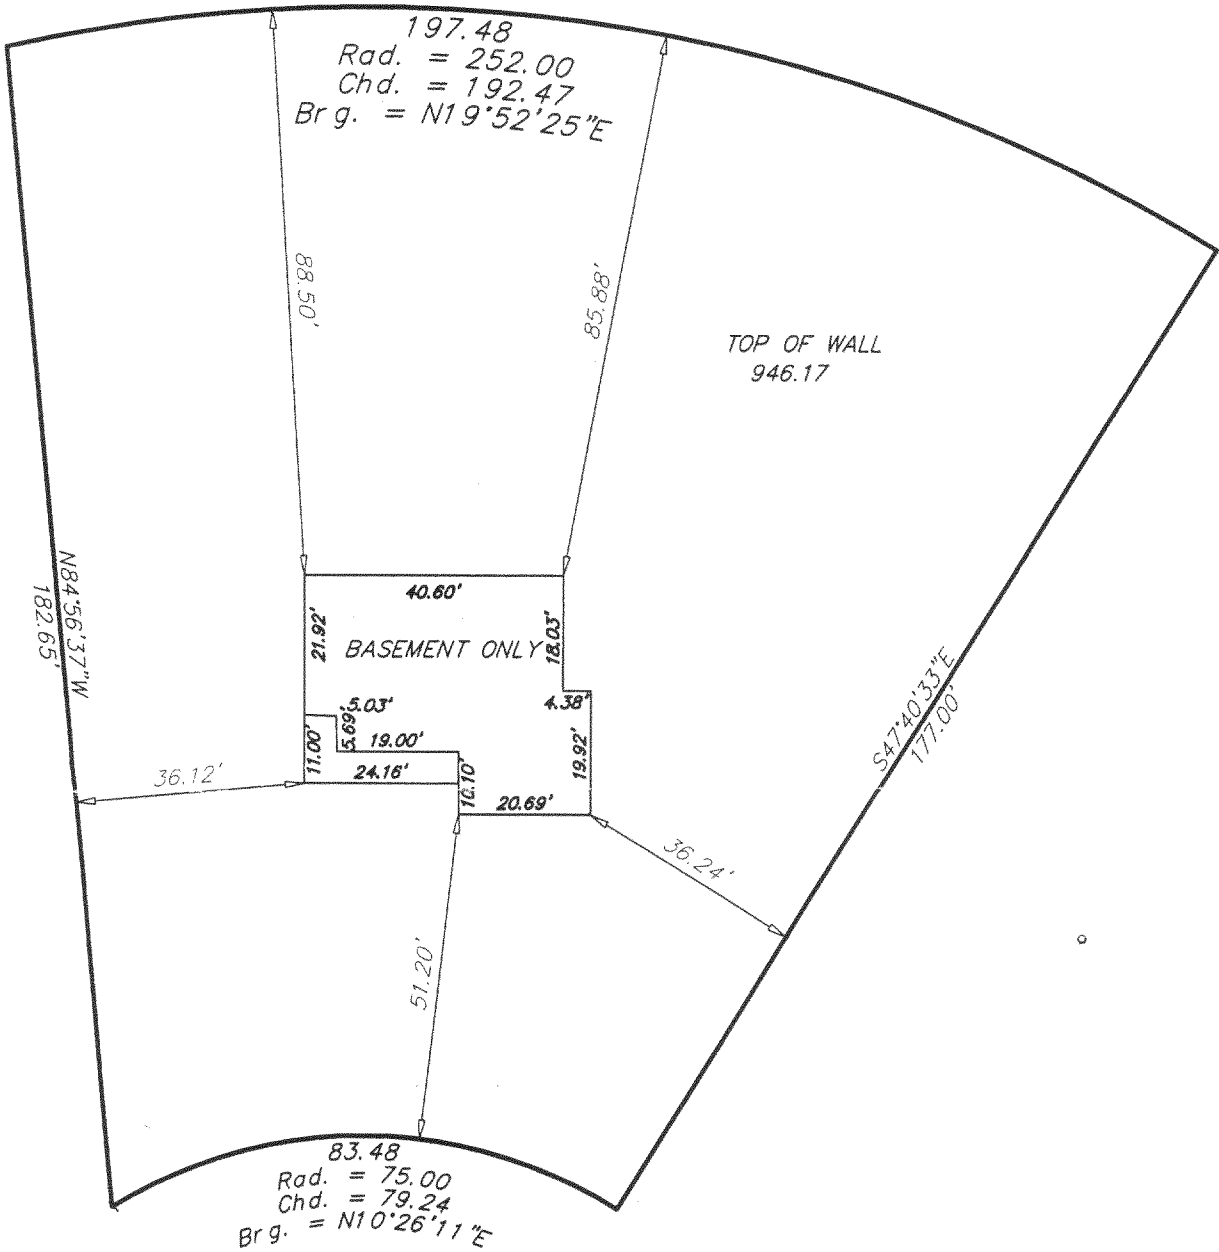 197.48
Rad. = 252.00
Chd. = 192.47
Brg. = N19°52'25"E
88.50'
85.88'
TOP OF WALL
946.17
N84°56'37"W
182.65'
40.60'
21.92'
BASEMENT ONLY
18.03'
5.03'
4.38'
5.69'
19.00'
11.00'
24.16'
10.10'
19.92'
20.69'
36.12'
36.24'
S47°40'33"E
177.00'
51.20'
83.48
Rad. = 75.00
Chd. = 79.24
Brg. = N10°26'11"E